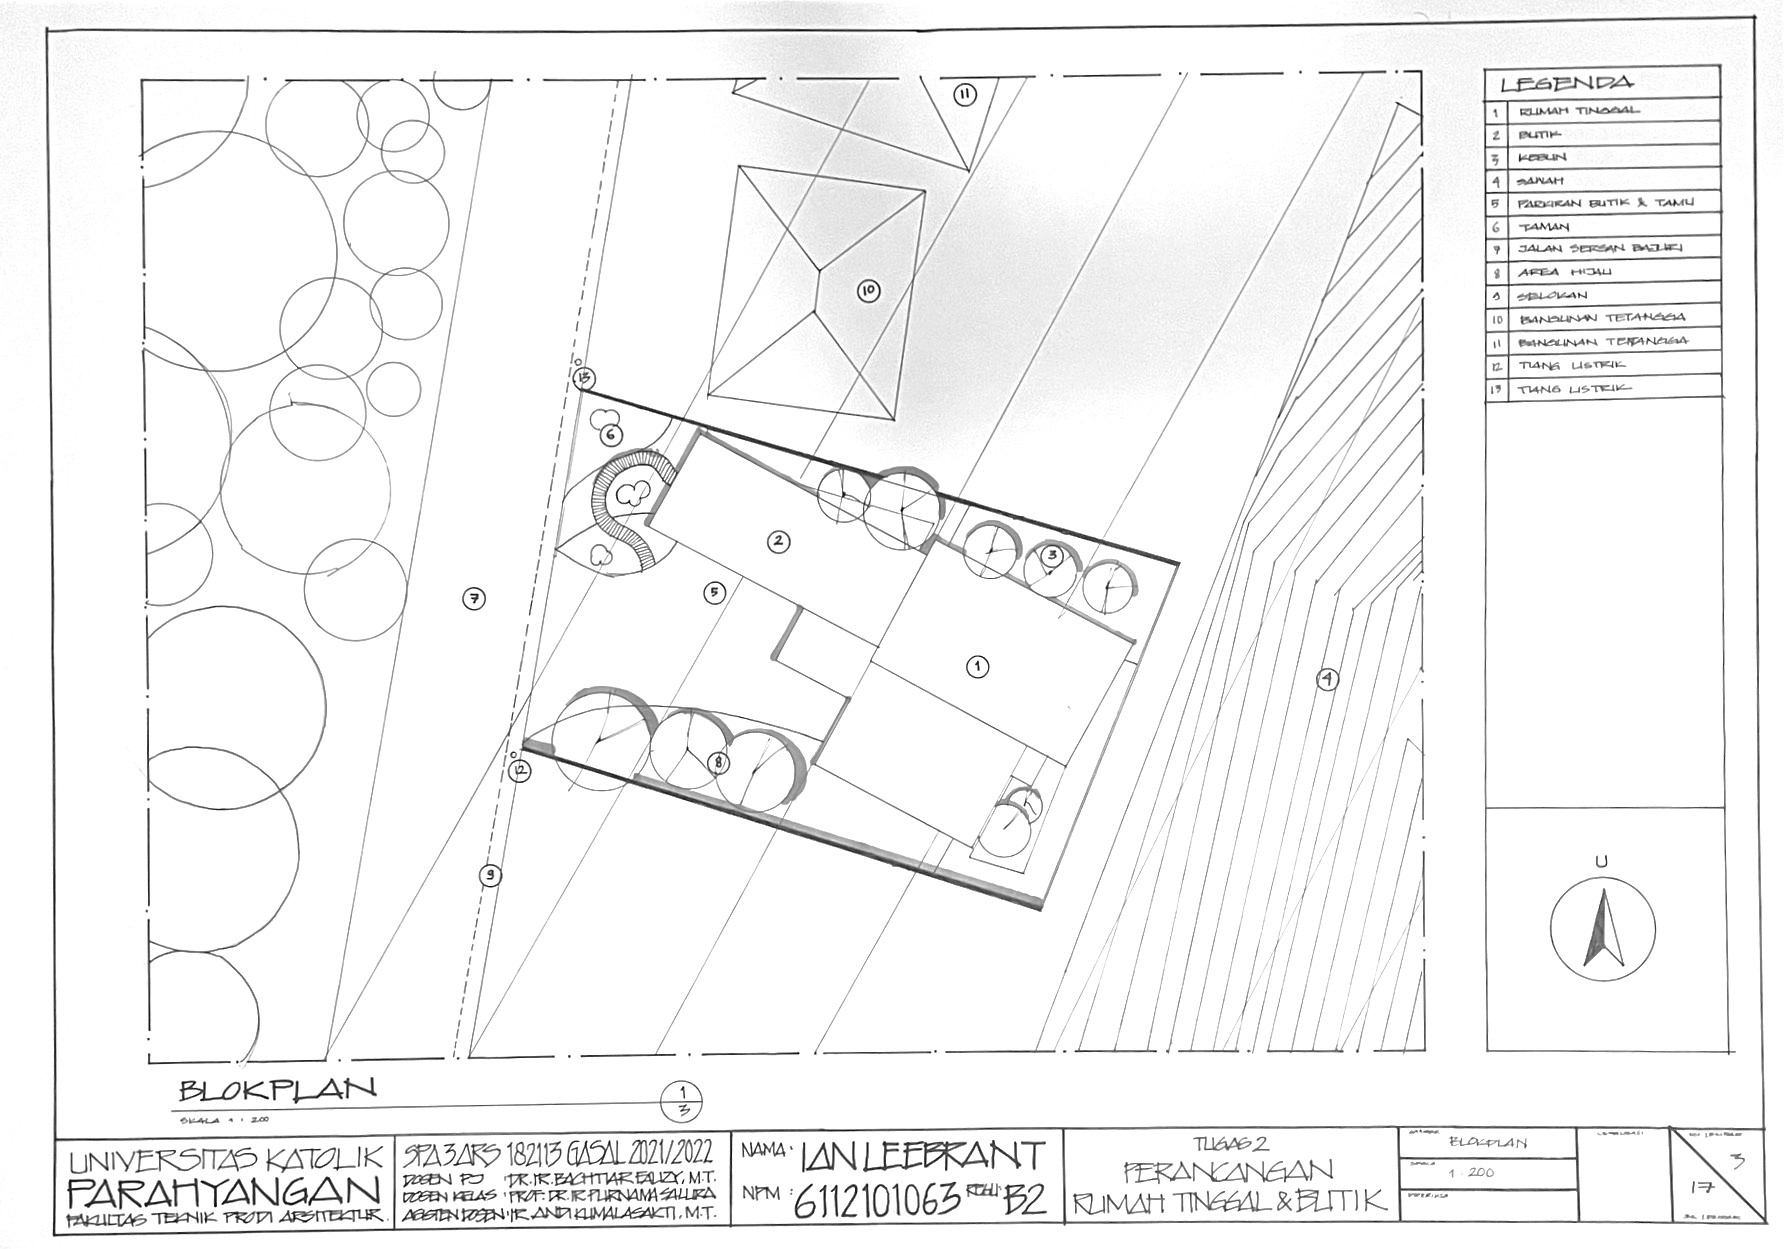 LEGENDA
1 RUMAH TINGGAL
2 BUTIK
3 KEBUN
4 SAWAH
5 PARKIRAN BUTIK & TAMU
6 TAMAN
7 JALAN SERSAN BAJURI
8 AREA HIJAU
9 SELOKAN
10 BANGUNAN TETANGGA
11 BANGUNAN TETANGGA
12 TIANG LISTRIK
13 TIANG LISTRIK
11
10
13
6
2
3
5
7
1
4
8
12
9
U
BLOKPLAN
SKALA 1 : 200
1
3
UNIVERSITAS KATOLIK
PARAHYANGAN
FAKULTAS TEKNIK PRODI ARSITEKTUR
SPA 3 ARS 182113 GASAL 2021/2022
DOSEN PJ : DR. IR. BACHTIAR FAUZY, M.T.
DOSEN KELAS : PROF. DR. IR PURNAMA SALURA
ASISTEN DOSEN : IR. ANDI KUMALASAKTI, M.T.
NAMA : IAN LEEBRANT
NPM : 6112101063 REGU : B2
TUGAS 2
PERANCANGAN
RUMAH TINGGAL & BUTIK
GAMBAR
BLOKPLAN
SKALA
1 : 200
NO LEMBAR
3
17
JML LEMBAR